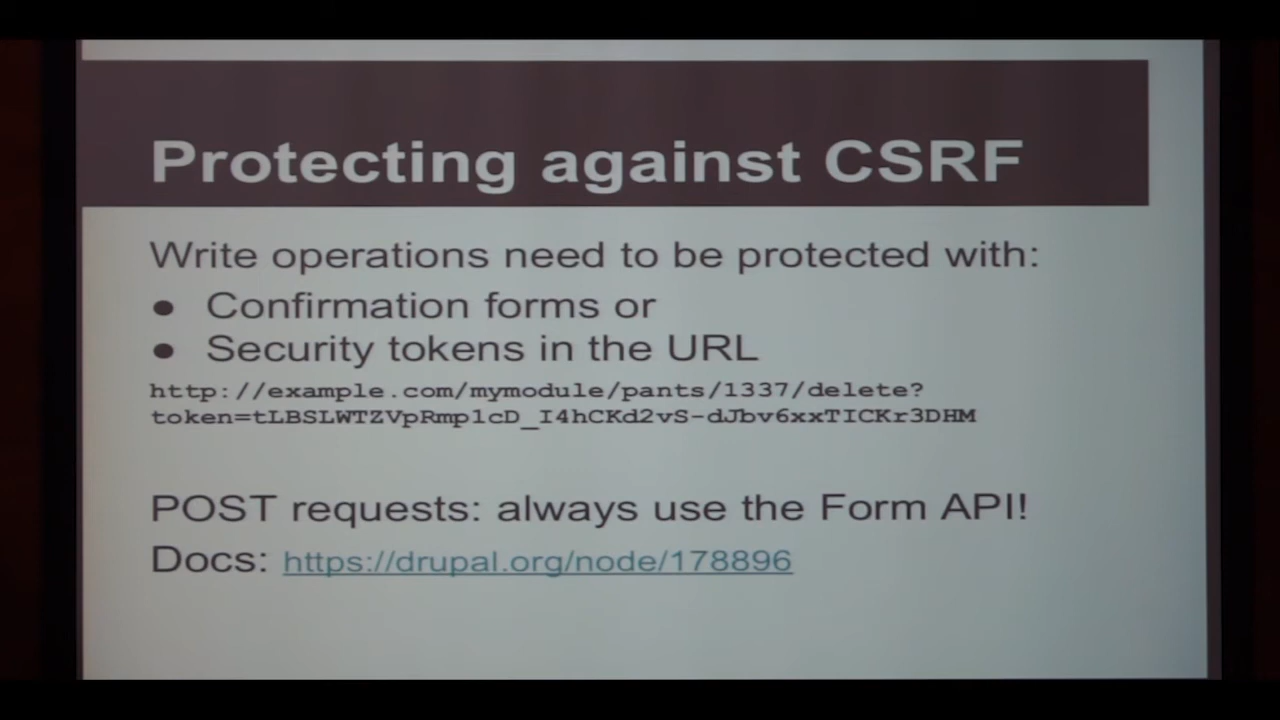 Protecting against CSRF
Write operations need to be protected with:
● Confirmation forms or
● Security tokens in the URL
http://example.com/mymodule/pants/1337/delete?
token=tLBSLWTZVpRmp1cD_I4hCKd2vS-dJbv6xxTICKr3DHM
POST requests: always use the Form API!
Docs: https://drupal.org/node/178896